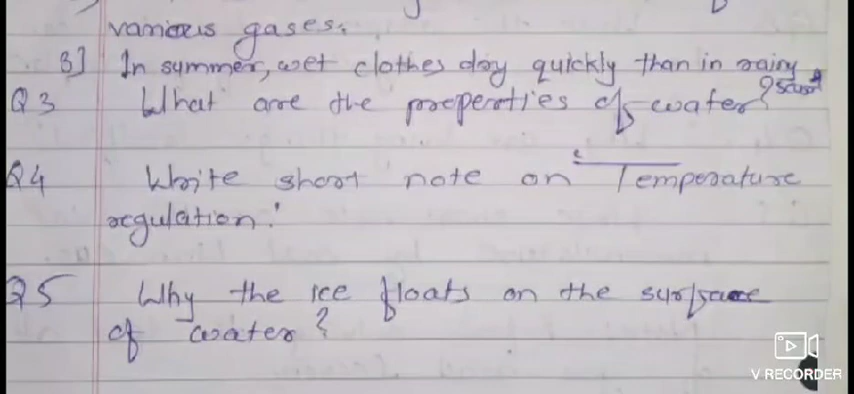 various gases.
3] In summer, wet clothes dry quickly than in rainy
Q3 What are the properties of water?
Q4 Write short note on 'Temperature
regulation.'
Q5 Why the ice floats on the surface
of water?
V RECORDER